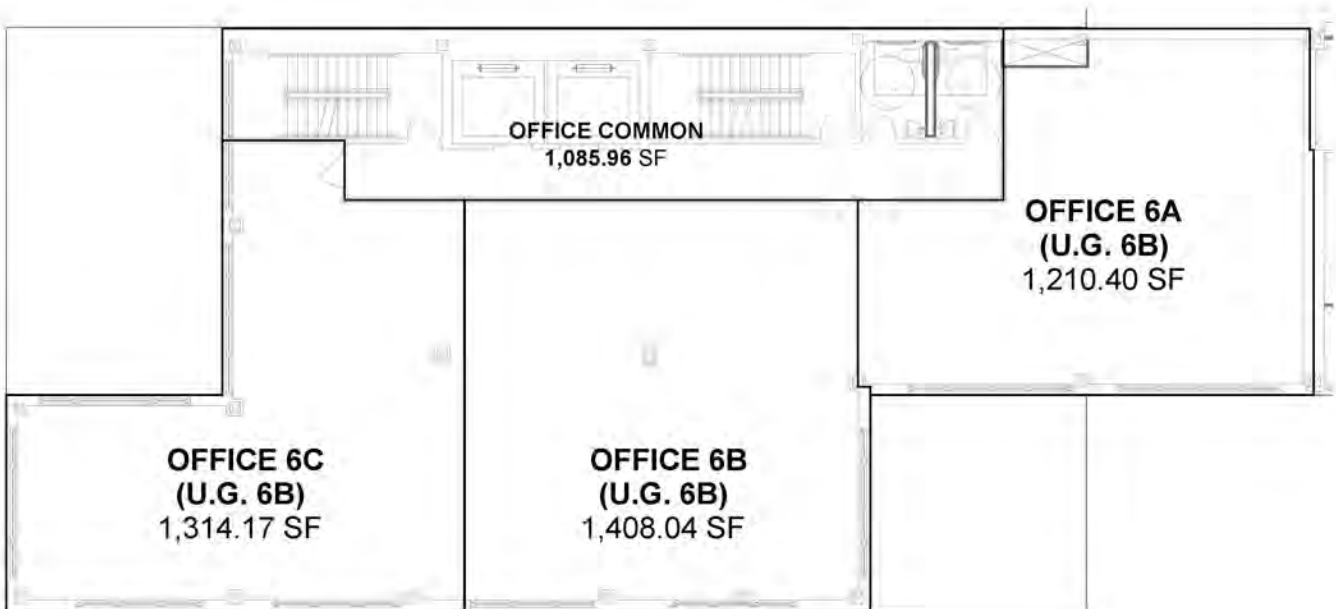 OFFICE COMMON
1,085.96 SF
OFFICE 6A
(U.G. 6B)
1,210.40 SF
OFFICE 6C
(U.G. 6B)
1,314.17 SF
OFFICE 6B
(U.G. 6B)
1,408.04 SF